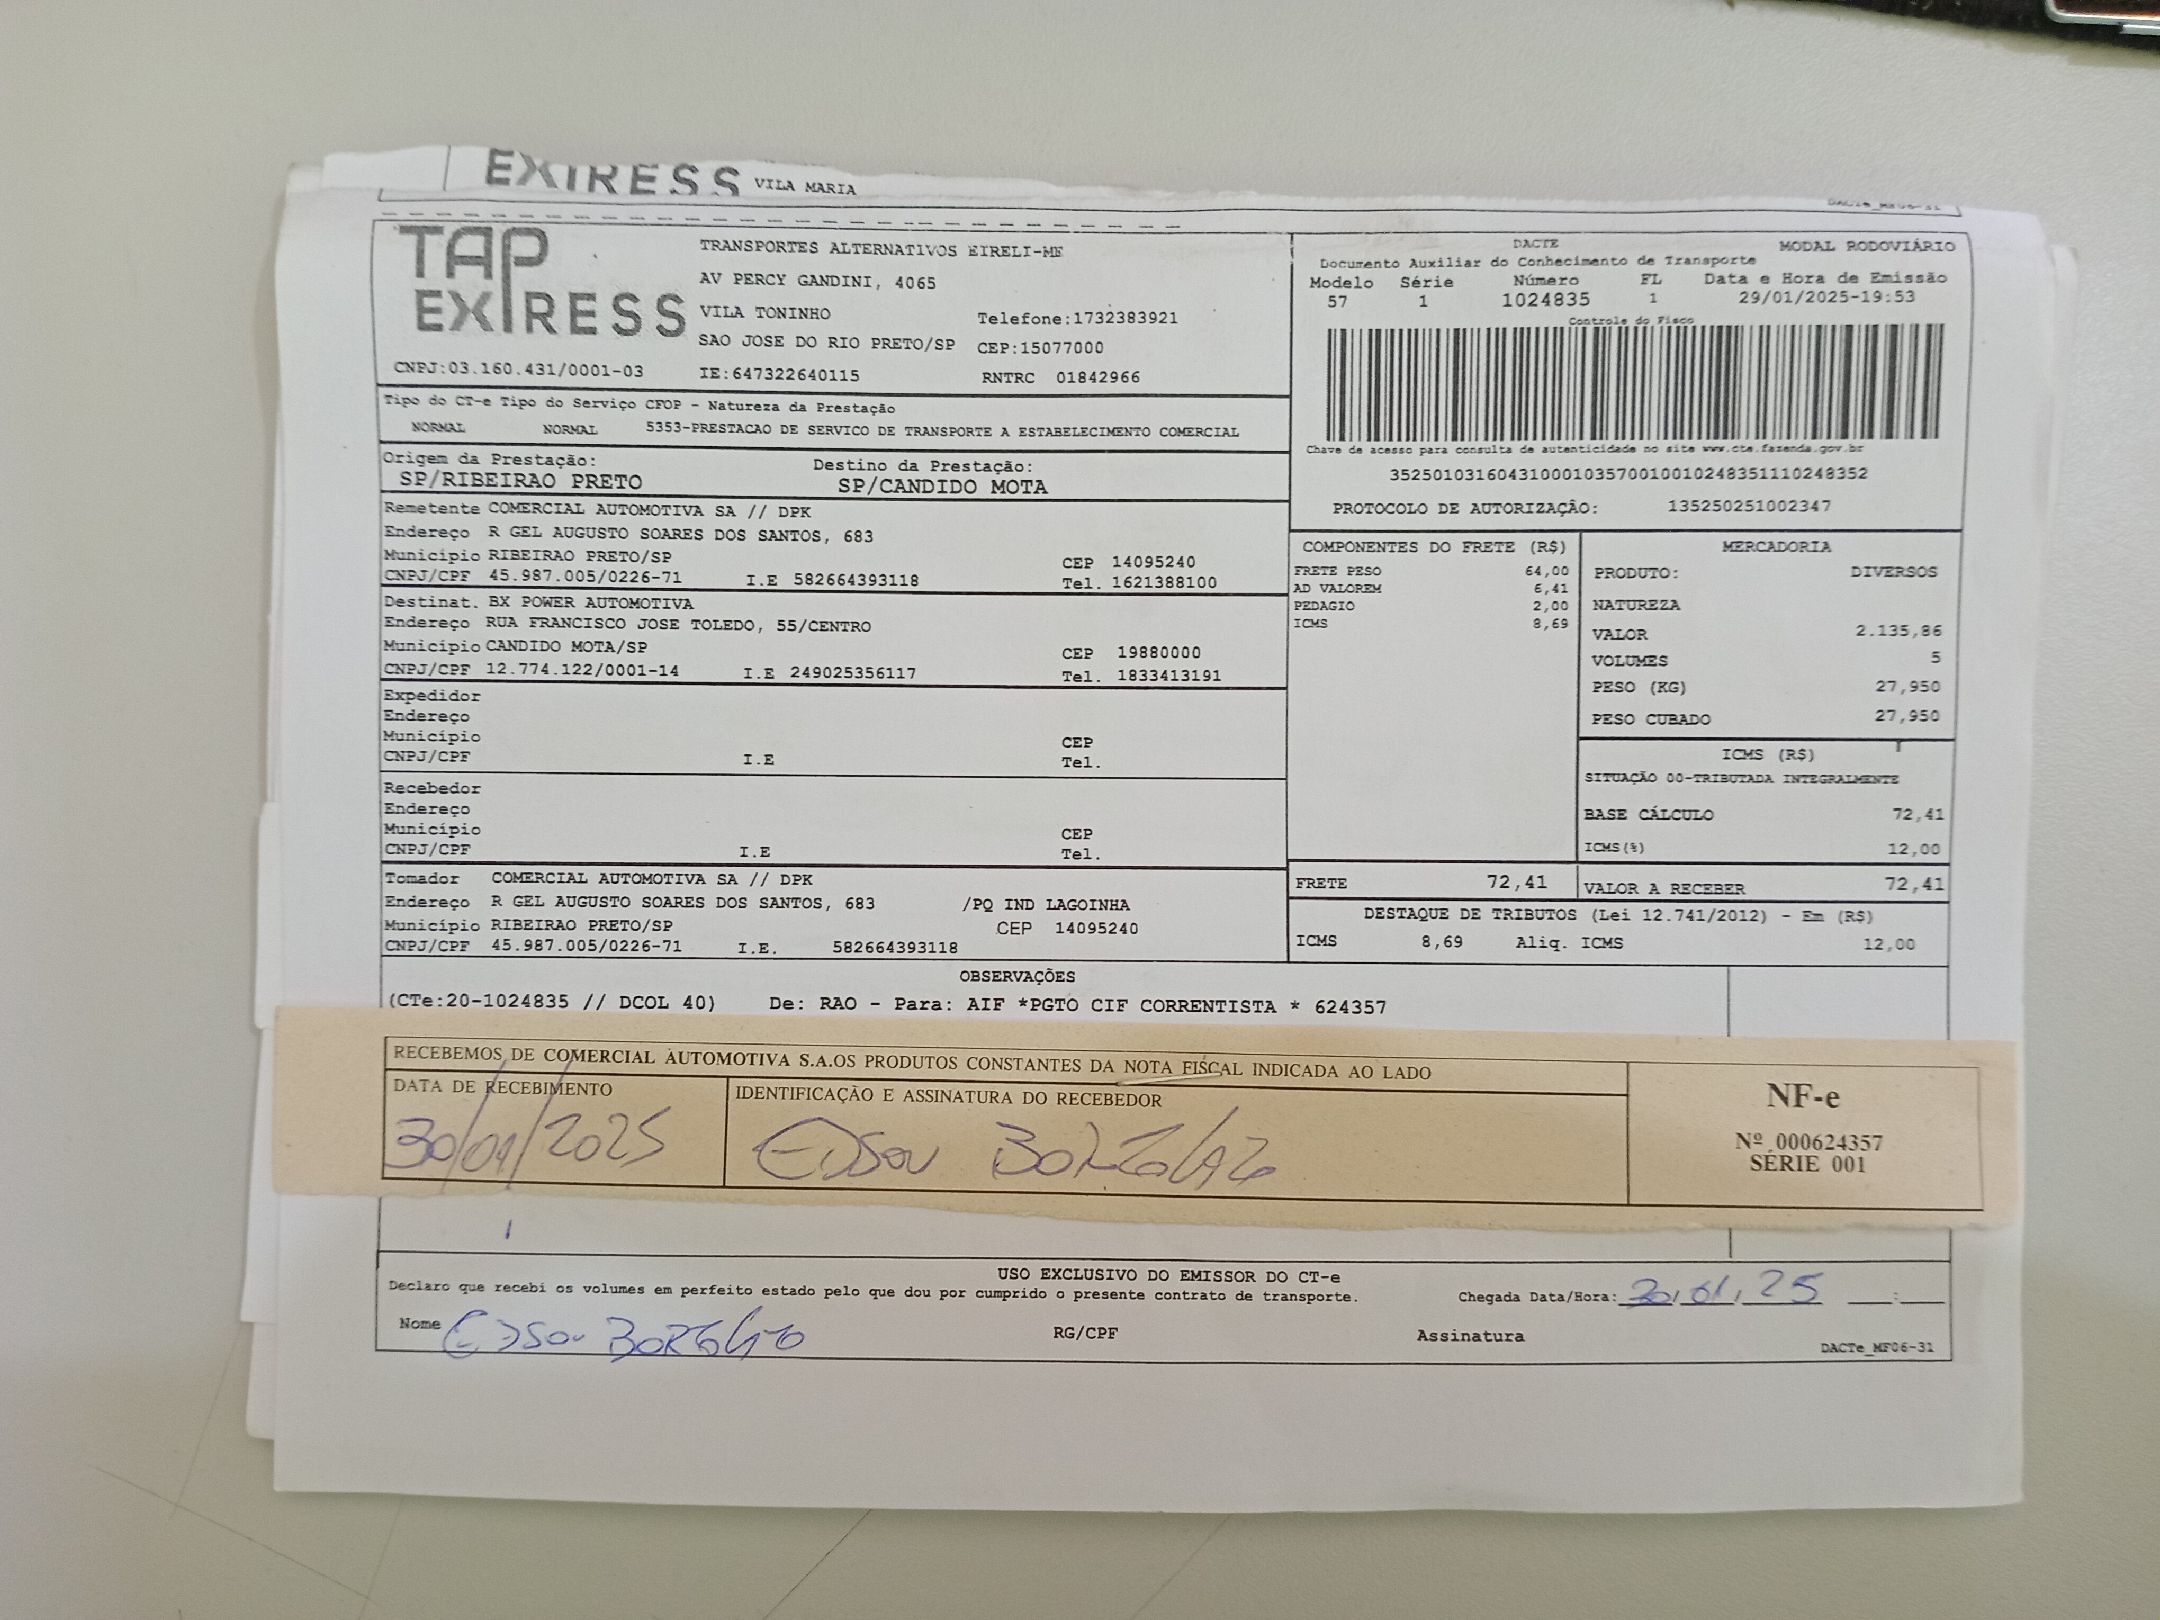 EXPRESS VILA MARIA
TAP EXPRESS
TRANSPORTES ALTERNATIVOS EIRELI-ME
AV PERCY GANDINI, 4065
VILA TONINHO Telefone:1732383921
SAO JOSE DO RIO PRETO/SP CEP:15077000
CNPJ:03.160.431/0001-03 IE:647322640115 RNTRC 01842966
DACTE MODAL RODOVIÁRIO
Documento Auxiliar do Conhecimento de Transporte
Modelo Série Número FL Data e Hora de Emissão
57 1 1024835 1 29/01/2025-19:53
Controle do Fisco
Chave de acesso para consulta de autenticidade no site www.cte.fazenda.gov.br
35250103160431000103570010010248351110248352
PROTOCOLO DE AUTORIZAÇÃO: 135250251002347
Tipo do CT-e Tipo do Serviço CFOP - Natureza da Prestação
NORMAL NORMAL 5353-PRESTACAO DE SERVICO DE TRANSPORTE A ESTABELECIMENTO COMERCIAL
Origem da Prestação: Destino da Prestação:
SP/RIBEIRAO PRETO SP/CANDIDO MOTA
Remetente COMERCIAL AUTOMOTIVA SA // DPK
Endereço R GEL AUGUSTO SOARES DOS SANTOS, 683
Município RIBEIRAO PRETO/SP CEP 14095240
CNPJ/CPF 45.987.005/0226-71 I.E 582664393118 Tel. 1621388100
Destinat. BX POWER AUTOMOTIVA
Endereço RUA FRANCISCO JOSE TOLEDO, 55/CENTRO
Município CANDIDO MOTA/SP CEP 19880000
CNPJ/CPF 12.774.122/0001-14 I.E 249025356117 Tel. 1833413191
Expedidor
Endereço
Município CEP
CNPJ/CPF I.E Tel.
Recebedor
Endereço
Município CEP
CNPJ/CPF I.E Tel.
Tomador COMERCIAL AUTOMOTIVA SA // DPK
Endereço R GEL AUGUSTO SOARES DOS SANTOS, 683 /PQ IND LAGOINHA
Município RIBEIRAO PRETO/SP CEP 14095240
CNPJ/CPF 45.987.005/0226-71 I.E. 582664393118
COMPONENTES DO FRETE (R$)
FRETE PESO 64,00
AD VALOREM 6,41
PEDAGIO 2,00
ICMS 8,69
MERCADORIA
PRODUTO: DIVERSOS
NATUREZA
VALOR 2.135,86
VOLUMES 5
PESO (KG) 27,950
PESO CUBADO 27,950
ICMS (R$)
SITUAÇÃO 00-TRIBUTADA INTEGRALMENTE
BASE CÁLCULO 72,41
ICMS(%) 12,00
FRETE 72,41 VALOR A RECEBER 72,41
DESTAQUE DE TRIBUTOS (Lei 12.741/2012) - Em (R$)
ICMS 8,69 Aliq. ICMS 12,00
OBSERVAÇÕES
(CTe:20-1024835 // DCOL 40) De: RAO - Para: AIF *PGTO CIF CORRENTISTA * 624357
RECEBEMOS DE COMERCIAL AUTOMOTIVA S.A.OS PRODUTOS CONSTANTES DA NOTA FISCAL INDICADA AO LADO
DATA DE RECEBIMENTO IDENTIFICAÇÃO E ASSINATURA DO RECEBEDOR
30/01/2025 EDSOU
NF-e
Nº 000624357
SÉRIE 001
USO EXCLUSIVO DO EMISSOR DO CT-e
Declaro que recebi os volumes em perfeito estado pelo que dou por cumprido o presente contrato de transporte. Chegada Data/Hora: 30,01,25 __:__
Nome EDSOU RG/CPF Assinatura
DACTe_MF06-31